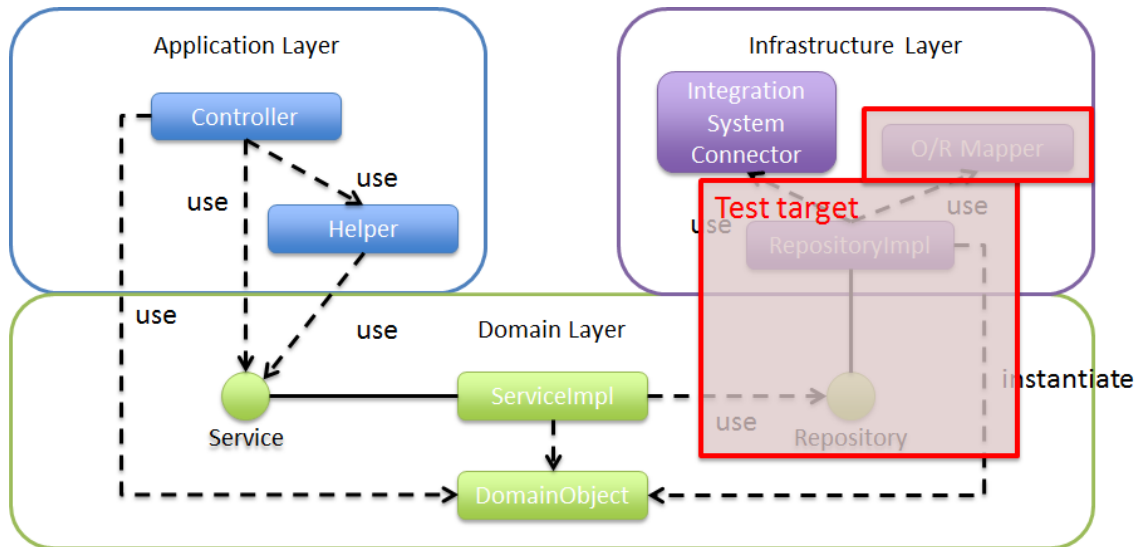 Application Layer
Infrastructure Layer
Controller
Integration
System
Connector
O/R Mapper
use
use
Helper
Test target
use
use
RepositoryImpl
use
use
Domain Layer
instantiate
ServiceImpl
use
Service
Repository
DomainObject